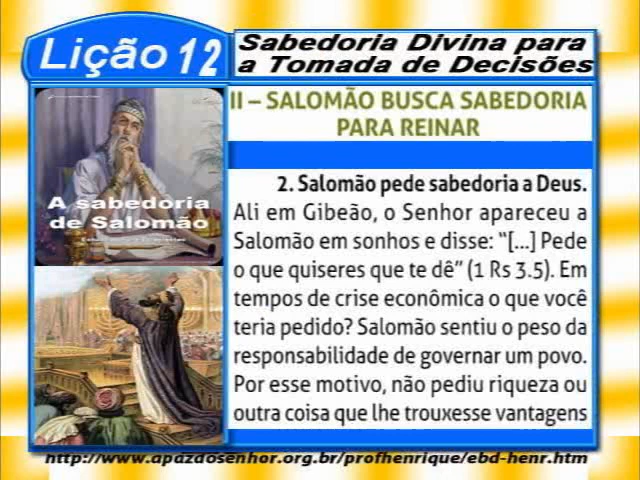 Lição 12
Sabedoria Divina para
a Tomada de Decisões
II – SALOMÃO BUSCA SABEDORIA
PARA REINAR
A sabedoria
de Salomão
2. Salomão pede sabedoria a Deus.
Ali em Gibeão, o Senhor apareceu a
Salomão em sonhos e disse: “[...] Pede
o que quiseres que te dê” (1 Rs 3.5). Em
tempos de crise econômica o que você
teria pedido? Salomão sentiu o peso da
responsabilidade de governar um povo.
Por esse motivo, não pediu riqueza ou
outra coisa que lhe trouxesse vantagens
http://www.apazdosenhor.org.br/profhenrique/ebd-henr.htm